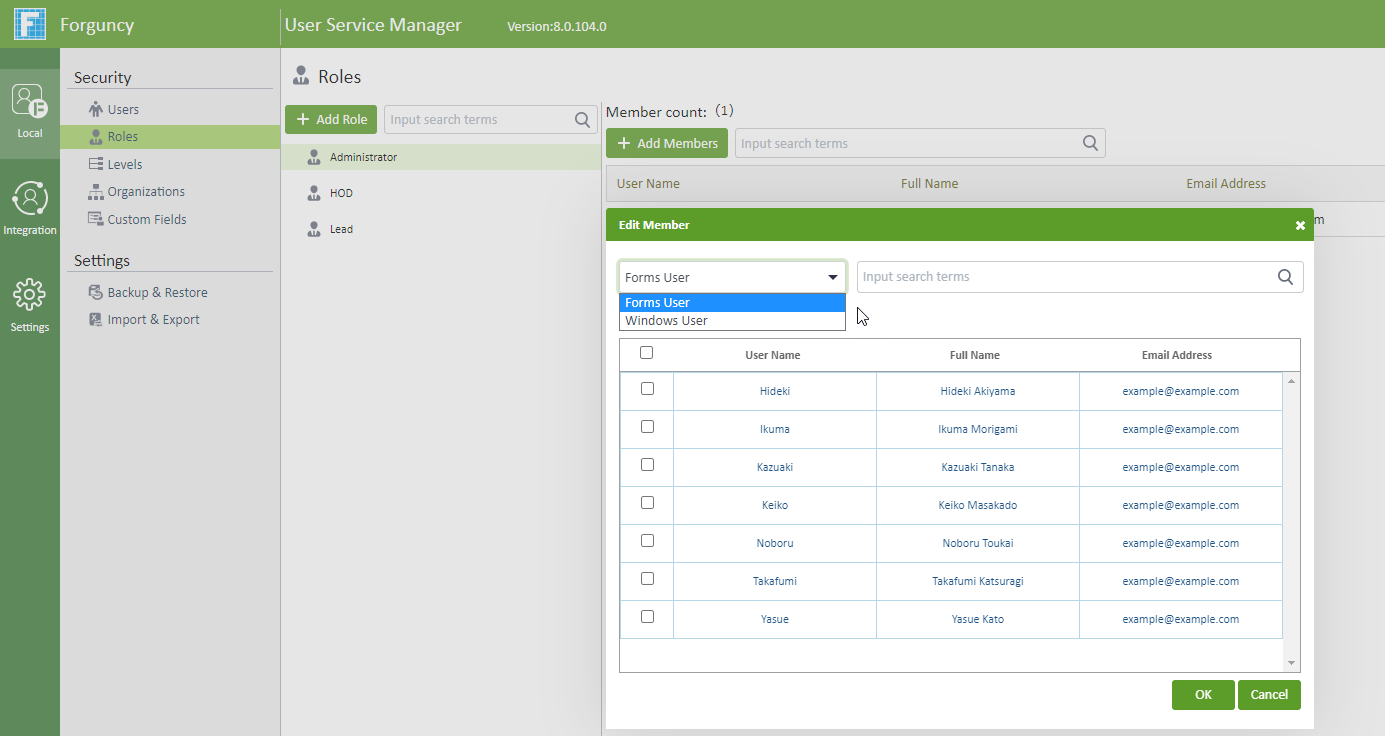 Forguncy
User Service Manager
Version:8.0.104.0
Local
Integration
Settings
Security
Users
Roles
Levels
Organizations
Custom Fields
Settings
Backup & Restore
Import & Export
Roles
+ Add Role
Input search terms
Administrator
HOD
Lead
Member count: (1)
+ Add Members
Input search terms
User Name Full Name Email Address
m
Edit Member
Forms User
Input search terms
Forms User
Windows User
User Name Full Name Email Address
Hideki Hideki Akiyama example@example.com
Ikuma Ikuma Morigami example@example.com
Kazuaki Kazuaki Tanaka example@example.com
Keiko Keiko Masakado example@example.com
Noboru Noboru Toukai example@example.com
Takafumi Takafumi Katsuragi example@example.com
Yasue Yasue Kato example@example.com
OK Cancel